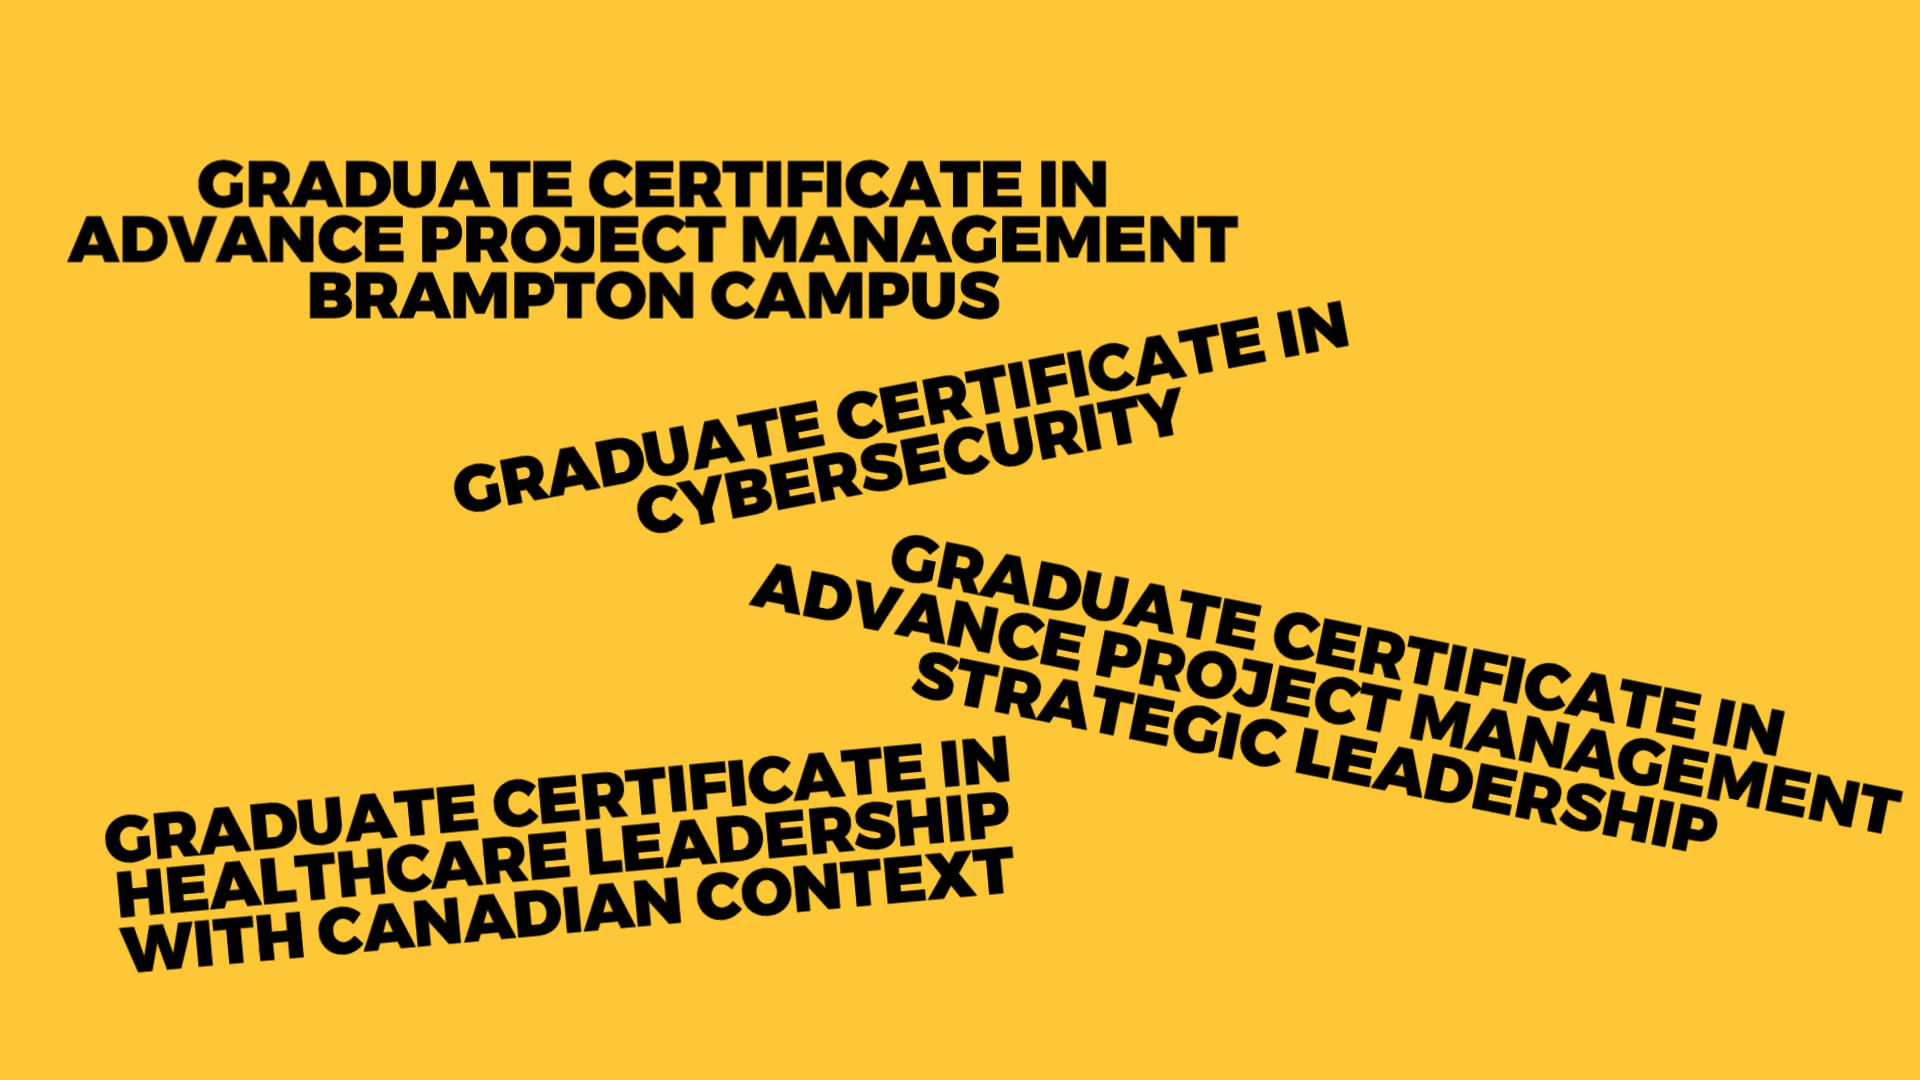 GRADUATE CERTIFICATE IN
ADVANCE PROJECT MANAGEMENT
BRAMPTON CAMPUS
GRADUATE CERTIFICATE IN
CYBERSECURITY
GRADUATE CERTIFICATE IN
ADVANCE PROJECT MANAGEMENT
STRATEGIC LEADERSHIP
GRADUATE CERTIFICATE IN
HEALTHCARE LEADERSHIP
WITH CANADIAN CONTEXT